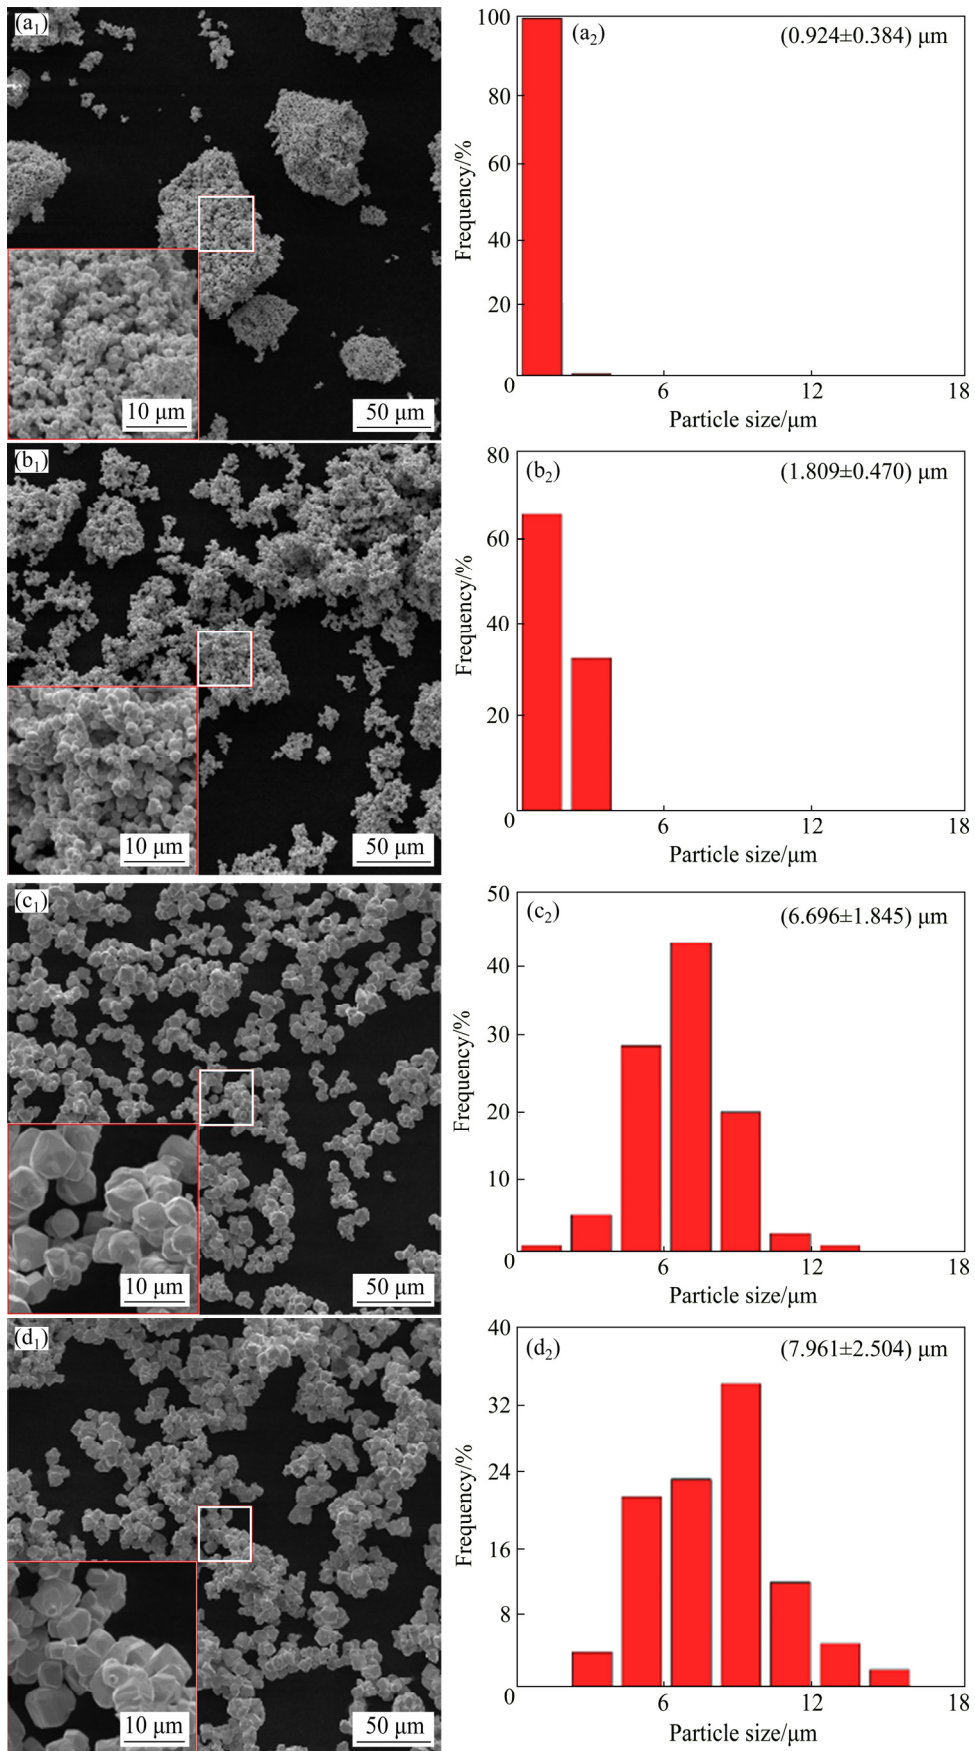 (a1)
10 μm
50 μm
(a2)
(0.924±0.384) μm
Frequency/%
100
80
60
40
20
0
6
12
18
Particle size/μm
(b1)
10 μm
50 μm
(b2)
(1.809±0.470) μm
Frequency/%
80
60
40
20
0
6
12
18
Particle size/μm
(c1)
10 μm
50 μm
(c2)
(6.696±1.845) μm
Frequency/%
50
40
30
20
10
0
6
12
18
Particle size/μm
(d1)
10 μm
50 μm
(d2)
(7.961±2.504) μm
Frequency/%
40
32
24
16
8
0
6
12
18
Particle size/μm